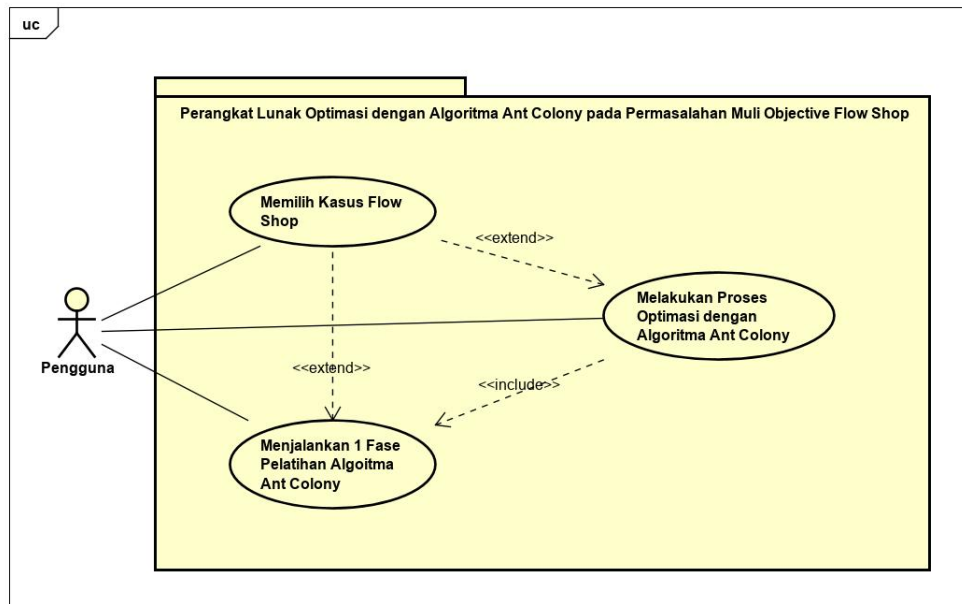 uc
Perangkat Lunak Optimasi dengan Algoritma Ant Colony pada Permasalahan Muli Objective Flow Shop
Memilih Kasus Flow
Shop
<<extend>>
Melakukan Proses
Optimasi dengan
Algoritma Ant Colony
Pengguna
<<extend>>
<<include>>
Menjalankan 1 Fase
Pelatihan Algoitma
Ant Colony